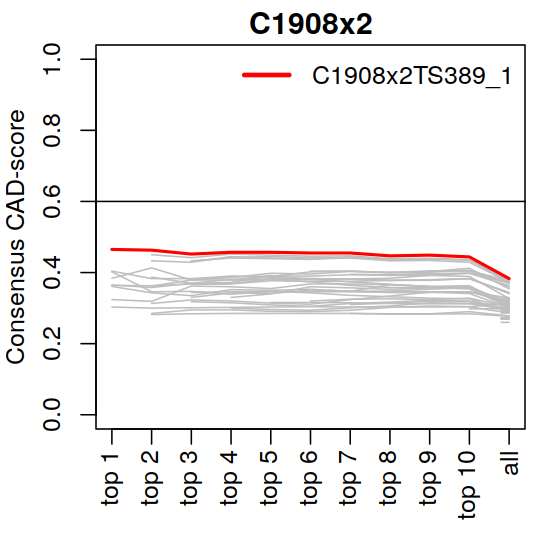 C1908x2
C1908x2TS389_1
Consensus CAD-score
1.0
0.8
0.6
0.4
0.2
0.0
top 1
top 2
top 3
top 4
top 5
top 6
top 7
top 8
top 9
top 10
all